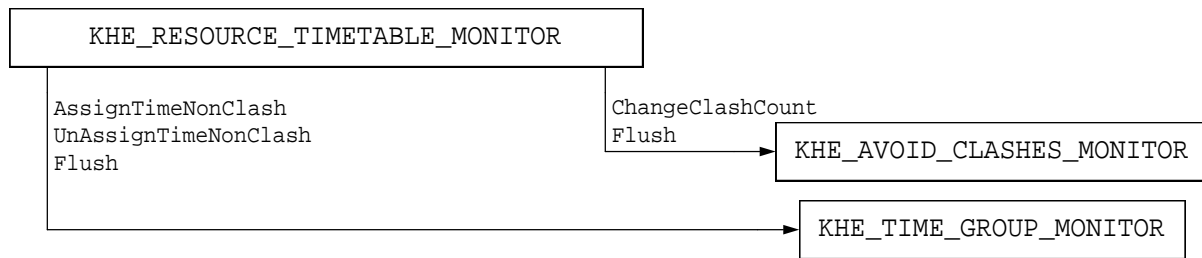 KHE_RESOURCE_TIMETABLE_MONITOR
AssignTimeNonClash
UnAssignTimeNonClash
Flush
ChangeClashCount
Flush
KHE_AVOID_CLASHES_MONITOR
KHE_TIME_GROUP_MONITOR